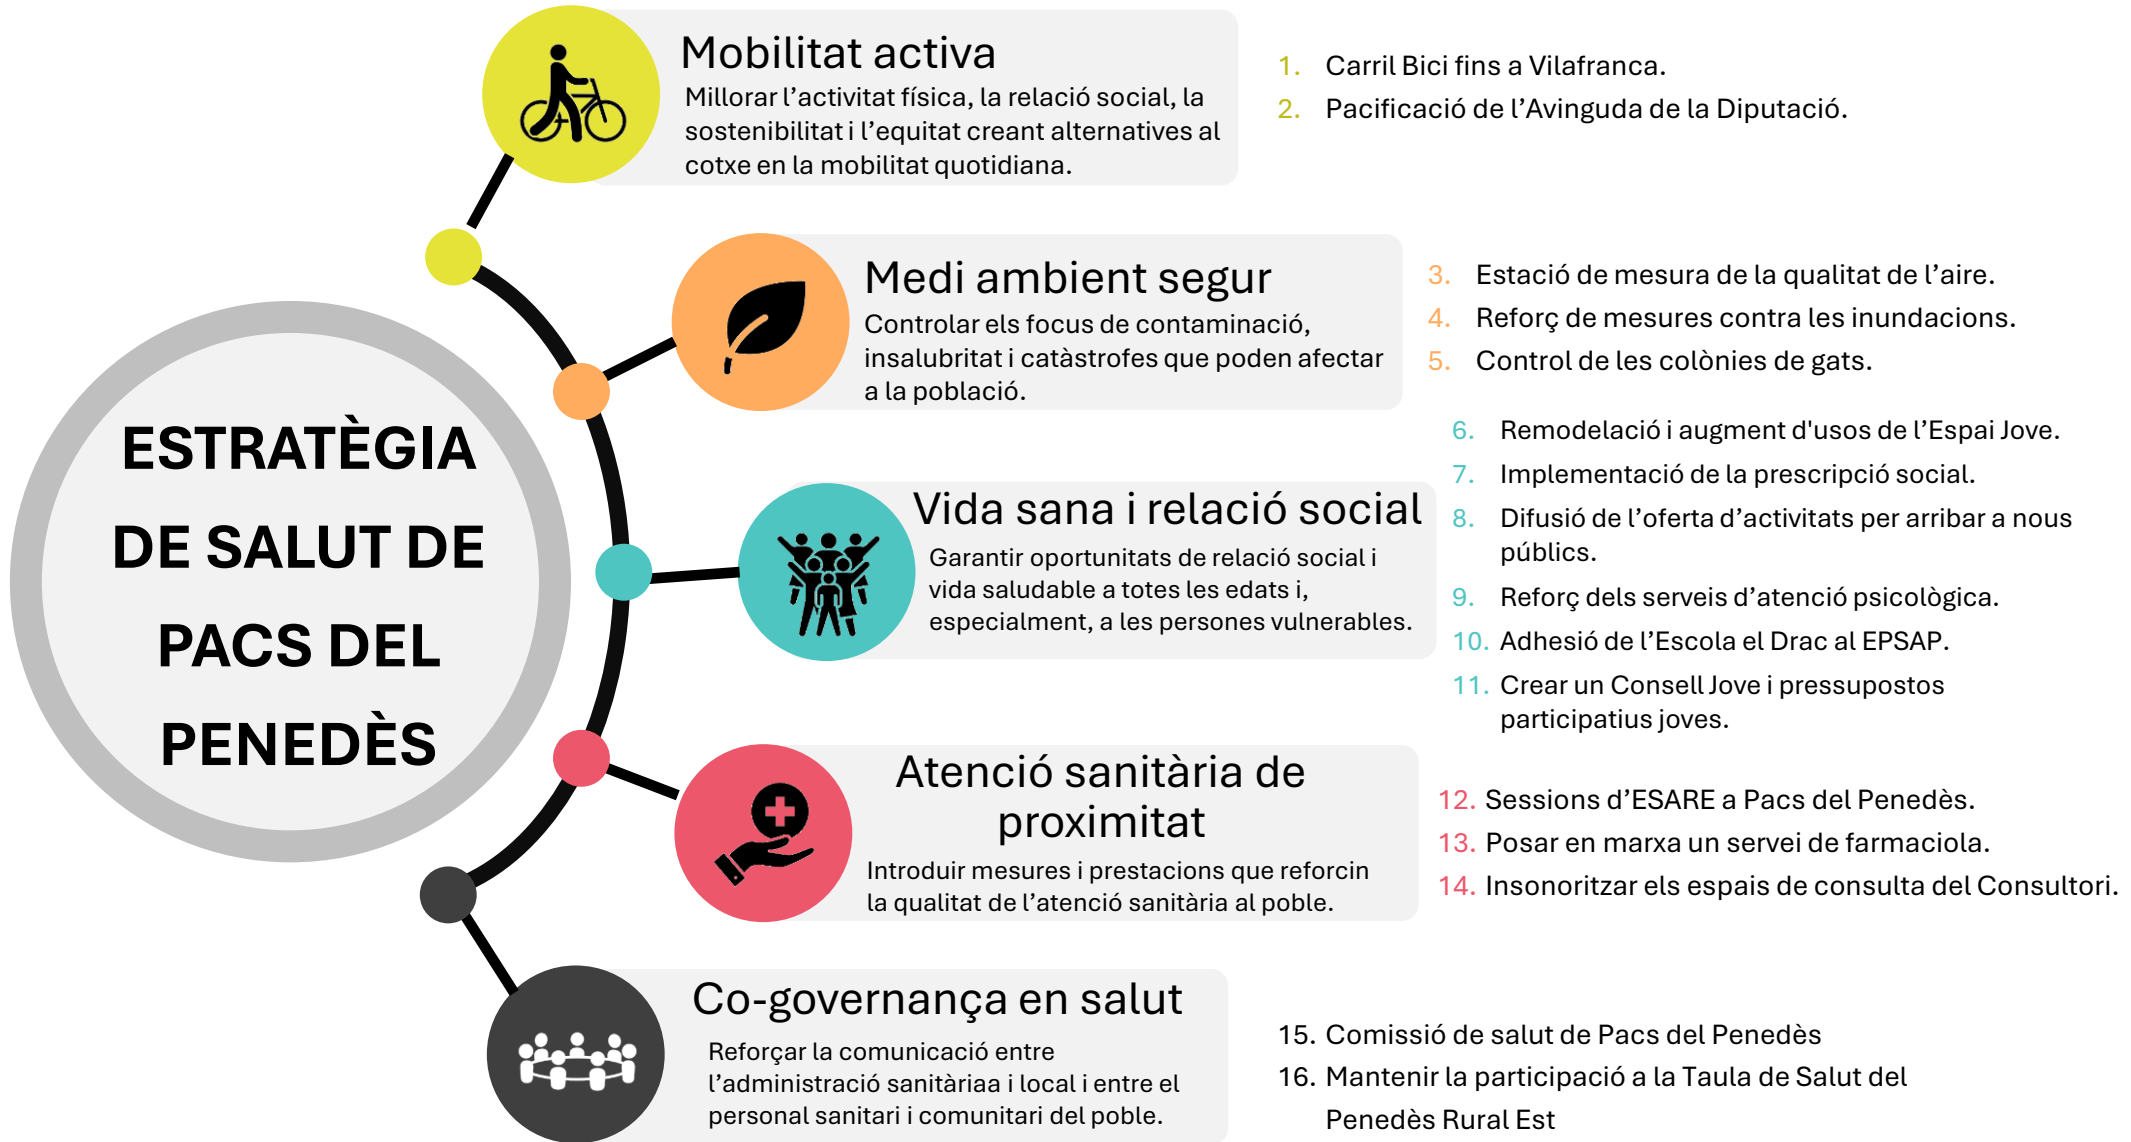 ESTRATÈGIA
DE SALUT DE
PACS DEL
PENEDÈS
Mobilitat activa
Millorar l’activitat física, la relació social, la
sostenibilitat i l’equitat creant alternatives al
cotxe en la mobilitat quotidiana.
1. Carril Bici fins a Vilafranca.
2. Pacificació de l’Avinguda de la Diputació.
Medi ambient segur
Controlar els focus de contaminació,
insalubritat i catàstrofes que poden afectar
a la població.
3. Estació de mesura de la qualitat de l’aire.
4. Reforç de mesures contra les inundacions.
5. Control de les colònies de gats.
Vida sana i relació social
Garantir oportunitats de relació social i
vida saludable a totes les edats i,
especialment, a les persones vulnerables.
6. Remodelació i augment d'usos de l’Espai Jove.
7. Implementació de la prescripció social.
8. Difusió de l’oferta d’activitats per arribar a nous
públics.
9. Reforç dels serveis d’atenció psicològica.
10. Adhesió de l’Escola el Drac al EPSAP.
11. Crear un Consell Jove i pressupostos
participatius joves.
Atenció sanitària de
proximitat
Introduir mesures i prestacions que reforcin
la qualitat de l’atenció sanitària al poble.
12. Sessions d’ESARE a Pacs del Penedès.
13. Posar en marxa un servei de farmaciola.
14. Insonoritzar els espais de consulta del Consultori.
Co-governança en salut
Reforçar la comunicació entre
l’administració sanitàriaa i local i entre el
personal sanitari i comunitari del poble.
15. Comissió de salut de Pacs del Penedès
16. Mantenir la participació a la Taula de Salut del
Penedès Rural Est